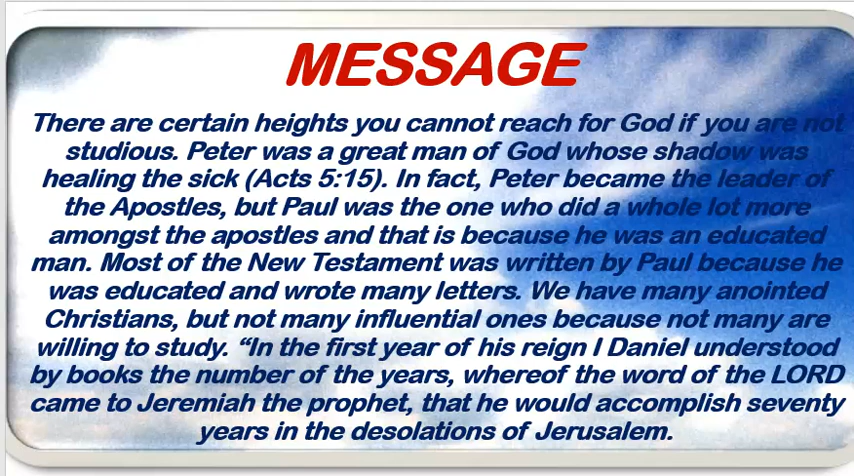 MESSAGE
There are certain heights you cannot reach for God if you are not
studious. Peter was a great man of God whose shadow was
healing the sick (Acts 5:15). In fact, Peter became the leader of
the Apostles, but Paul was the one who did a whole lot more
amongst the apostles and that is because he was an educated
man. Most of the New Testament was written by Paul because he
was educated and wrote many letters. We have many anointed
Christians, but not many influential ones because not many are
willing to study. “In the first year of his reign I Daniel understood
by books the number of the years, whereof the word of the LORD
came to Jeremiah the prophet, that he would accomplish seventy
years in the desolations of Jerusalem.